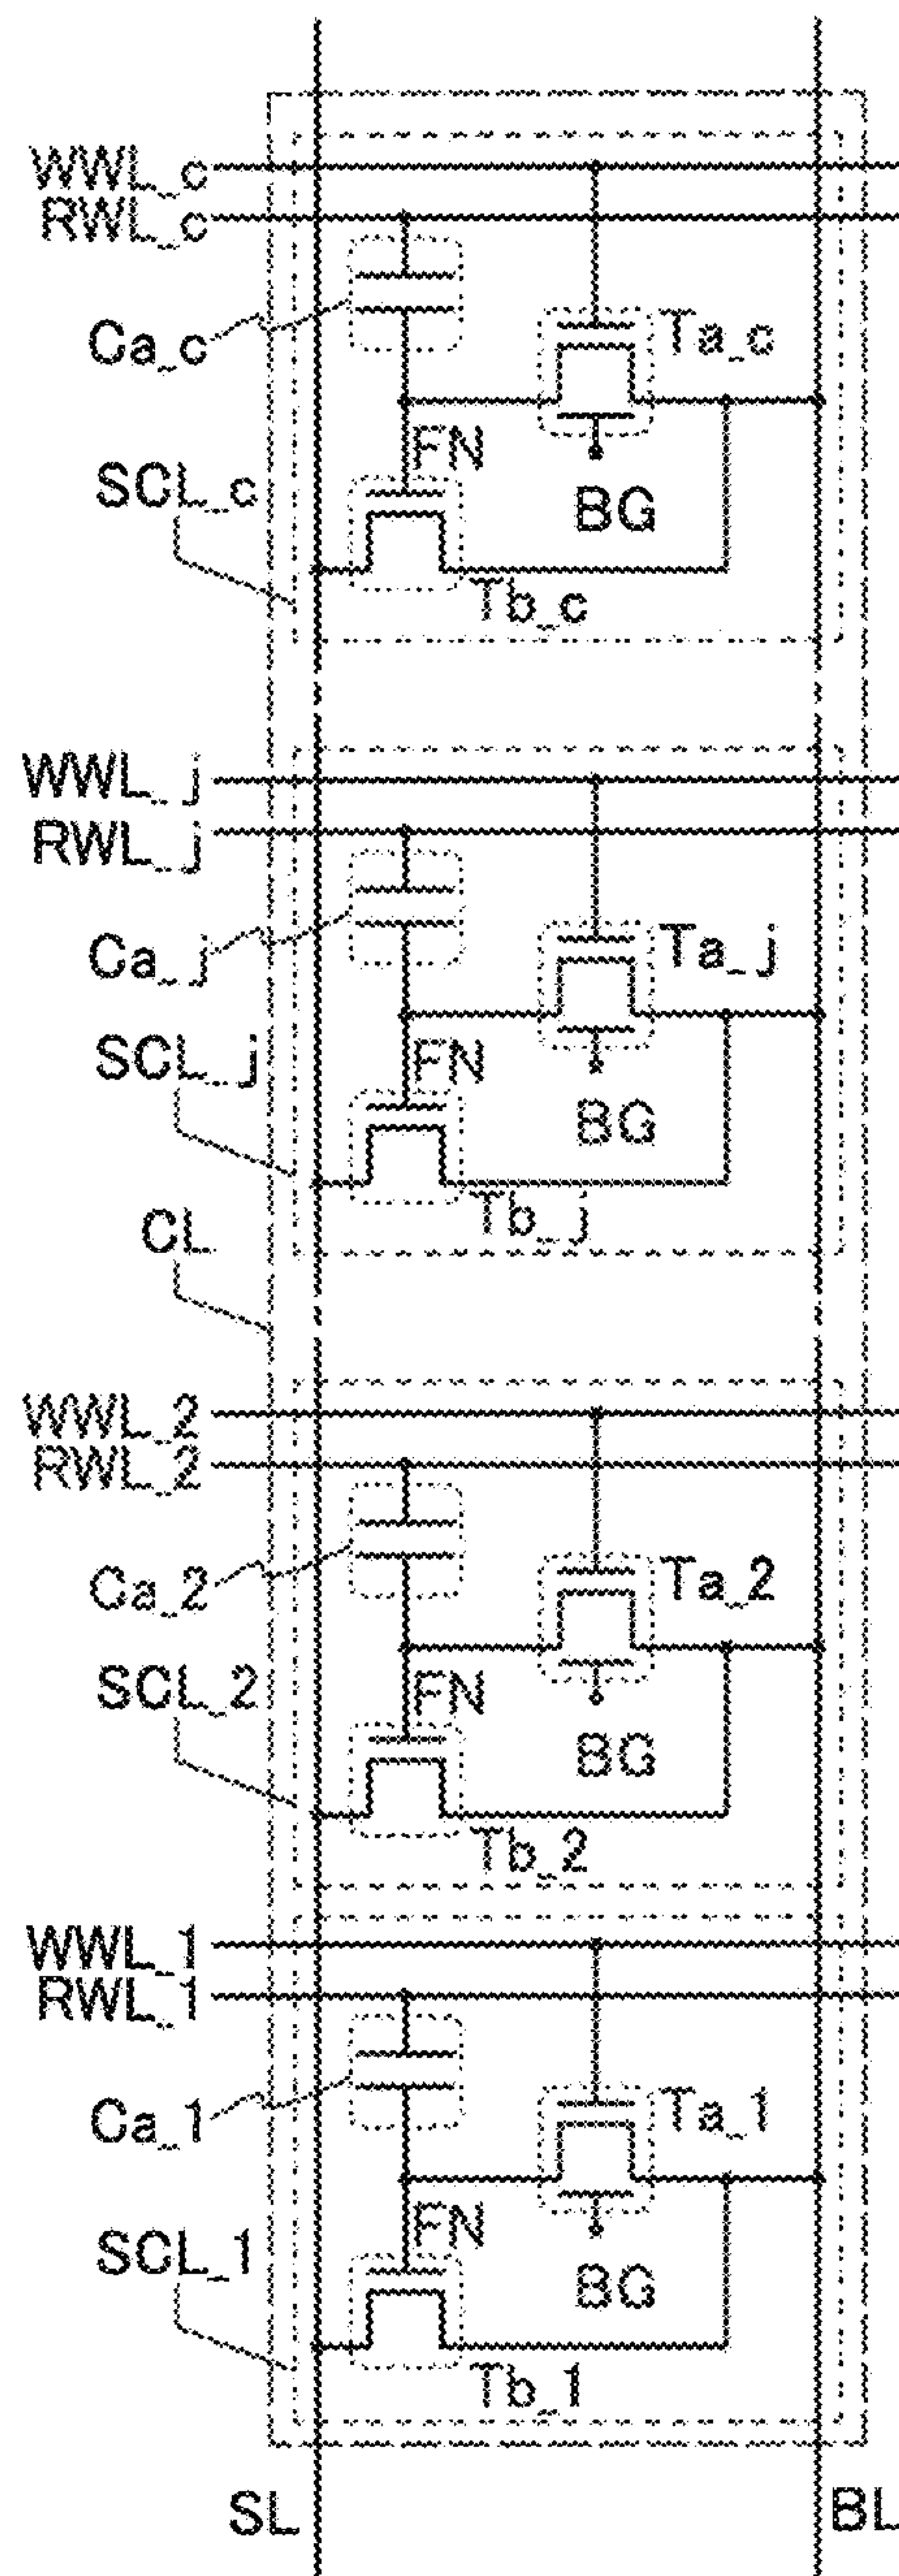 WWL_c
RWL_c
Ca_c
Ta_c
FN
SCL_c
BG
Tb_c
WWL_j
RWL_j
Ca_j
Ta_j
FN
SCL_j
BG
Tb_j
CL
WWL_2
RWL_2
Ca_2
Ta_2
FN
SCL_2
BG
Tb_2
WWL_1
RWL_1
Ca_1
Ta_1
FN
SCL_1
BG
Tb_1
SL
BL